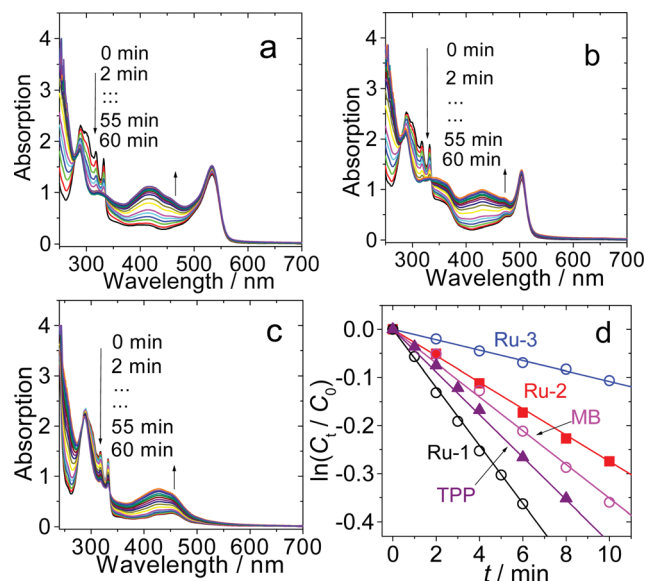 a
0 min
2 min
...
...
55 min
60 min
Absorption
4
3
2
1
0
300 400 500 600 700
Wavelength / nm
b
0 min
2 min
...
...
55 min
60 min
Absorption
4
3
2
1
0
300 400 500 600 700
Wavelength / nm
c
0 min
2 min
...
...
55 min
60 min
Absorption
4
3
2
1
0
300 400 500 600 700
Wavelength / nm
d
Ru-3
Ru-2
MB
Ru-1
TPP
ln(Ct / C0)
0.0
-0.1
-0.2
-0.3
-0.4
0 2 4 6 8 10
t / min